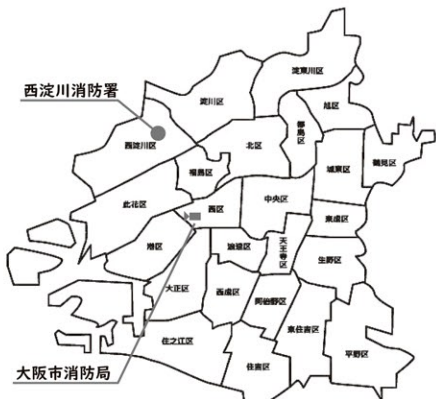 西淀川消防署
淀東川区
淀川区
旭区
都島区
西淀川区
北区
城東区
鶴見区
福島区
此花区
西区
中央区
東成区
港区
浪速区
天王寺区
生野区
大正区
西成区
阿倍野区
東住吉区
住之江区
住吉区
平野区
大阪市消防局